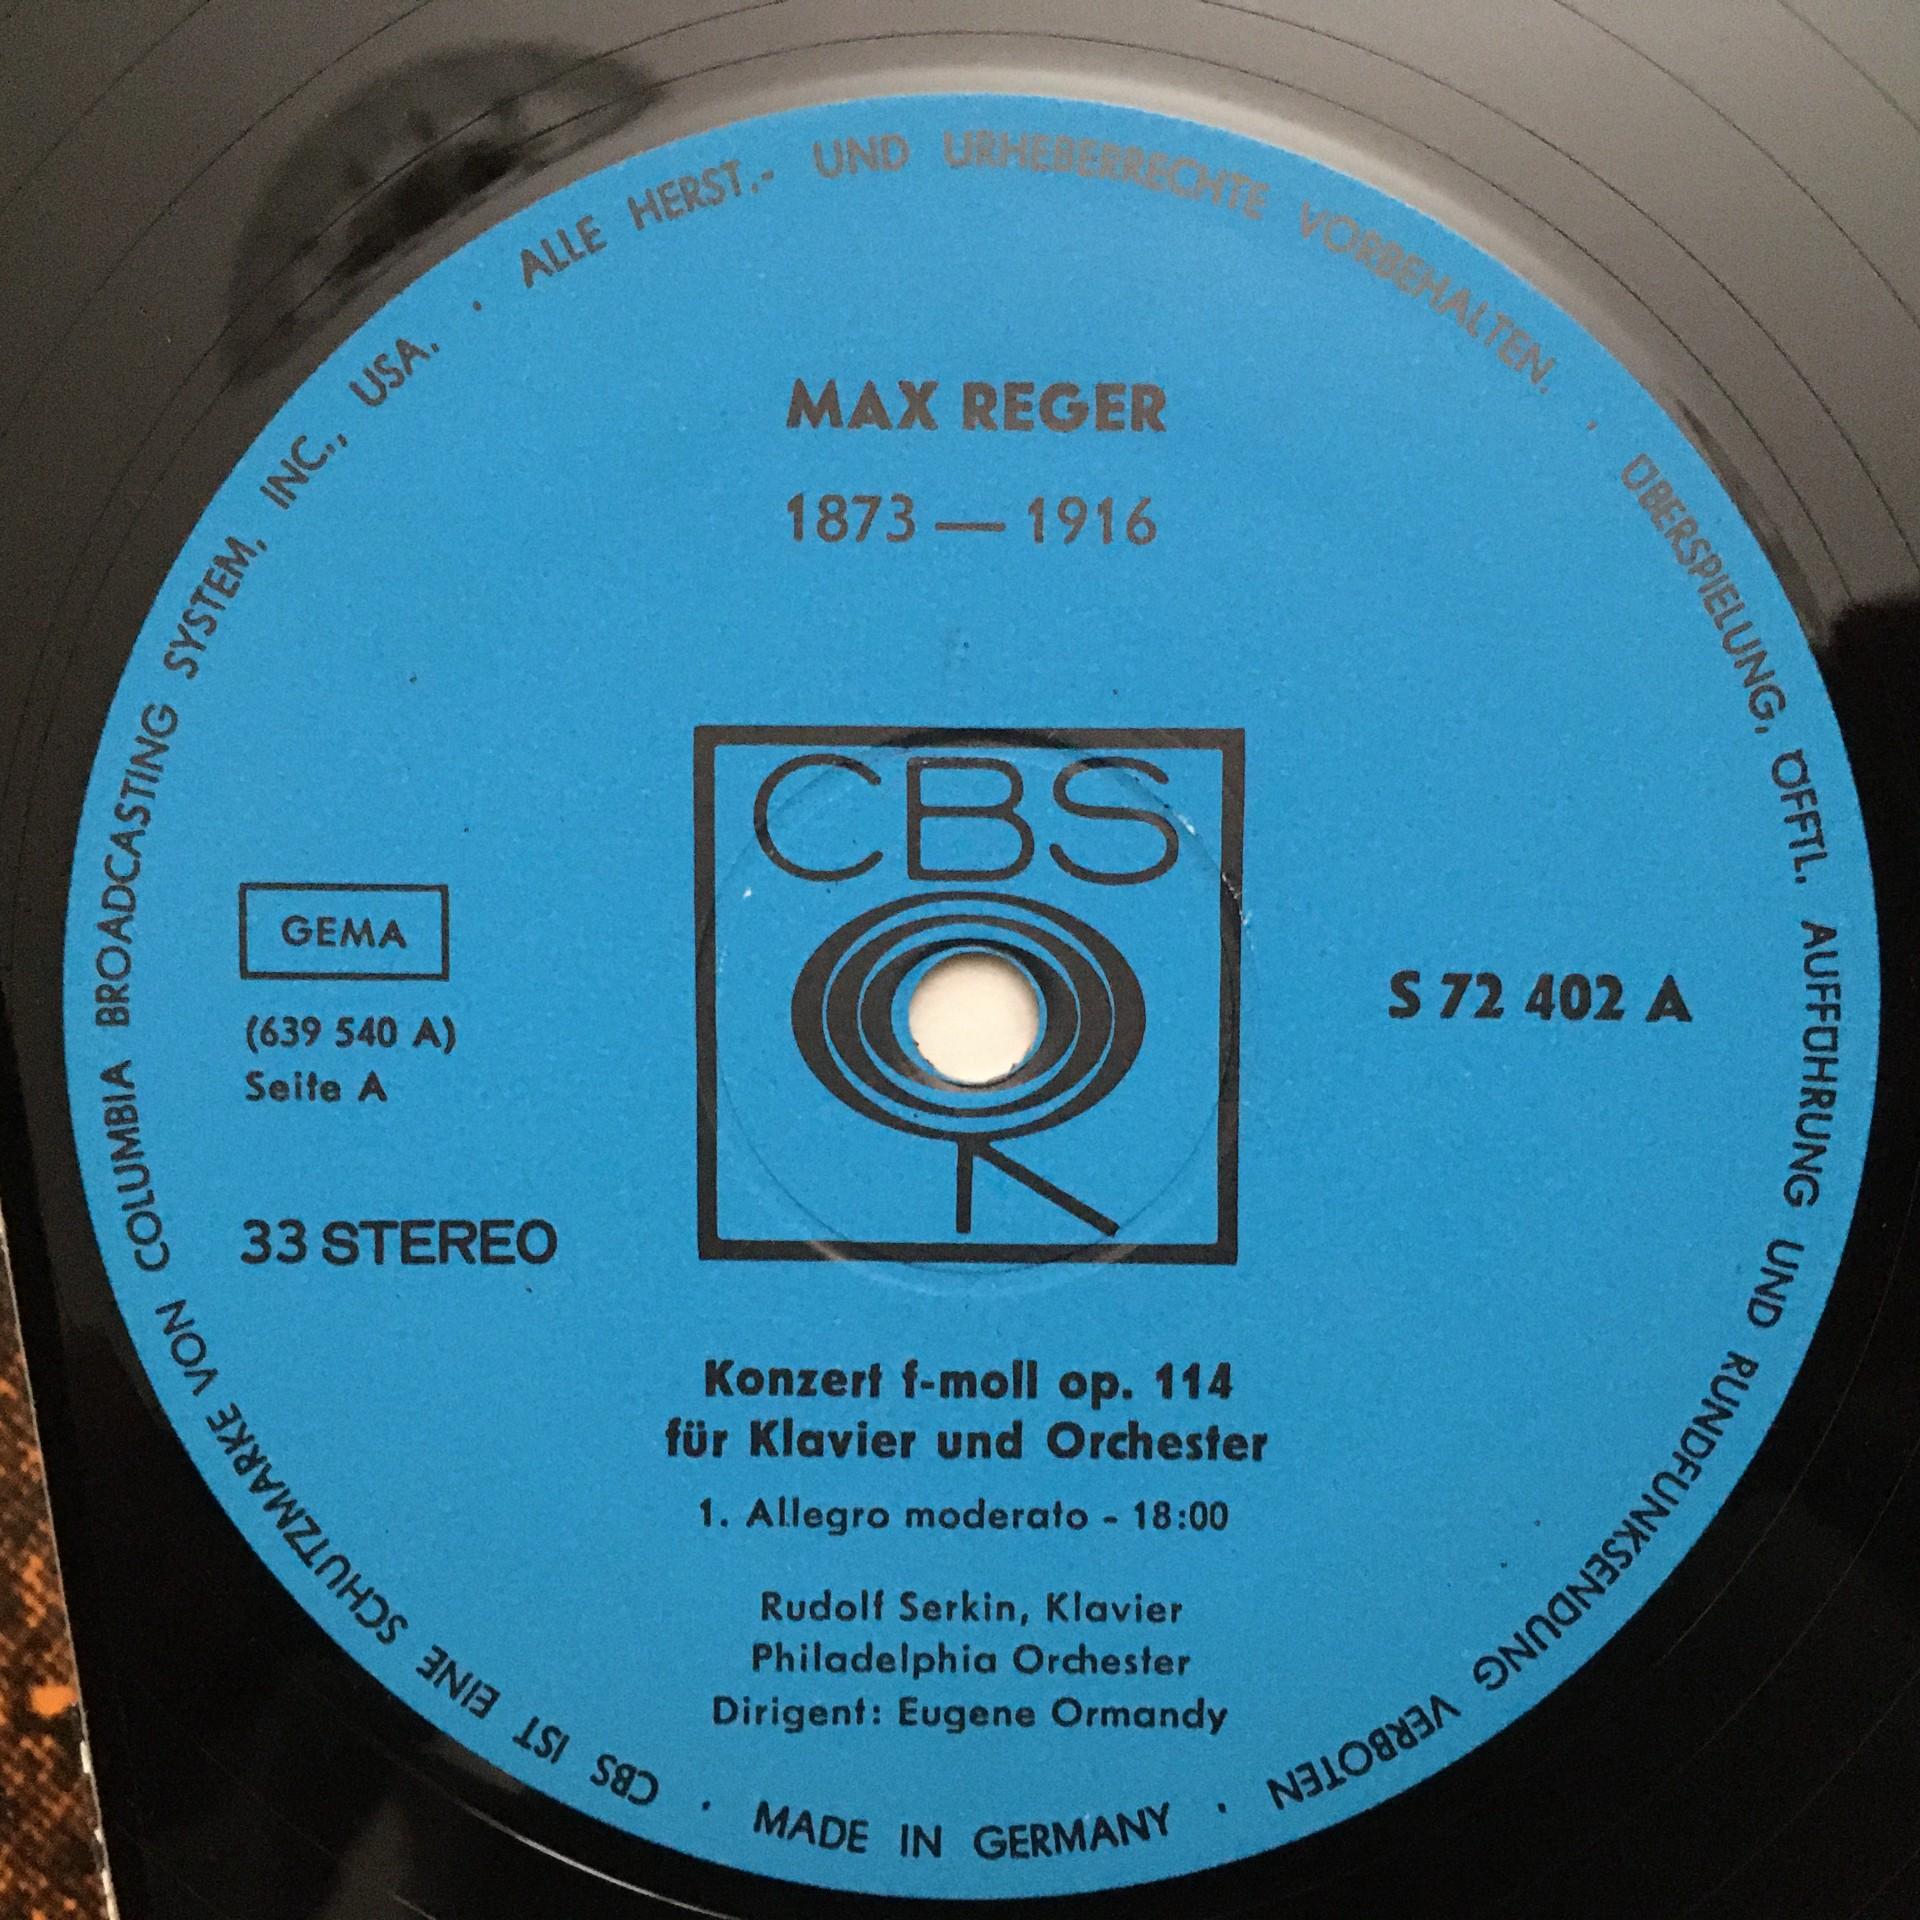 MAX REGER
1873 — 1916
CBS
GEMA
(639 540 A)
Seite A
S 72 402 A
33 STEREO
Konzert f-moll op. 114
für Klavier und Orchester
1. Allegro moderato - 18:00
Rudolf Serkin, Klavier
Philadelphia Orchester
Dirigent: Eugene Ormandy
CBS IST EINE SCHUTZMARKE VON COLUMBIA BROADCASTING SYSTEM, INC., USA. · ALLE HERST.- UND URHEBERRECHTE VORBEHALTEN. · ÜBERSPIELUNG, ÖFFTL. AUFFÜHRUNG UND RUNDFUNKSENDUNG VERBOTEN · MADE IN GERMANY ·